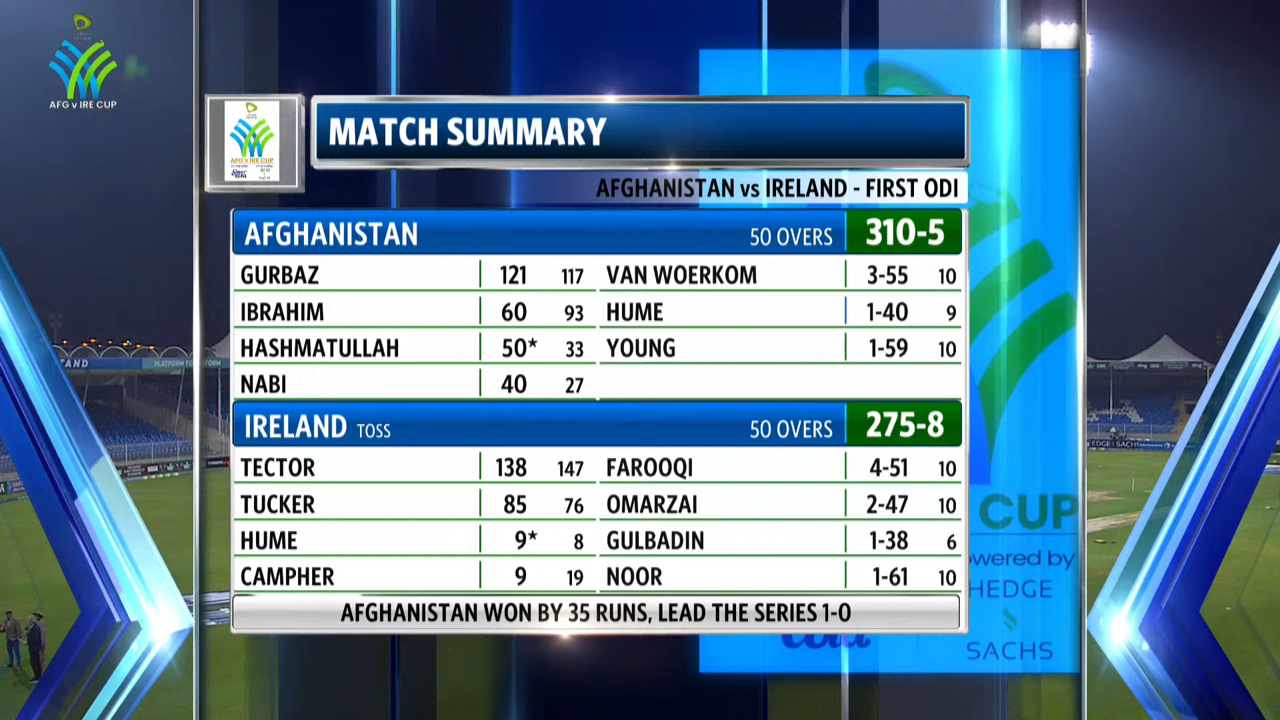 AFG v IRE CUP
MATCH SUMMARY
AFG v IRE CUP
AFGHANISTAN vs IRELAND - FIRST ODI
AFGHANISTAN 50 OVERS 310-5
GURBAZ 121 117 VAN WOERKOM 3-55 10
IBRAHIM 60 93 HUME 1-40 9
HASHMATULLAH 50* 33 YOUNG 1-59 10
NABI 40 27
IRELAND TOSS 50 OVERS 275-8
TECTOR 138 147 FAROOQI 4-51 10
TUCKER 85 76 OMARZAI 2-47 10
HUME 9* 8 GULBADIN 1-38 6
CAMPHER 9 19 NOOR 1-61 10
AFGHANISTAN WON BY 35 RUNS, LEAD THE SERIES 1-0
CUP
owered by
HEDGE
SACHS